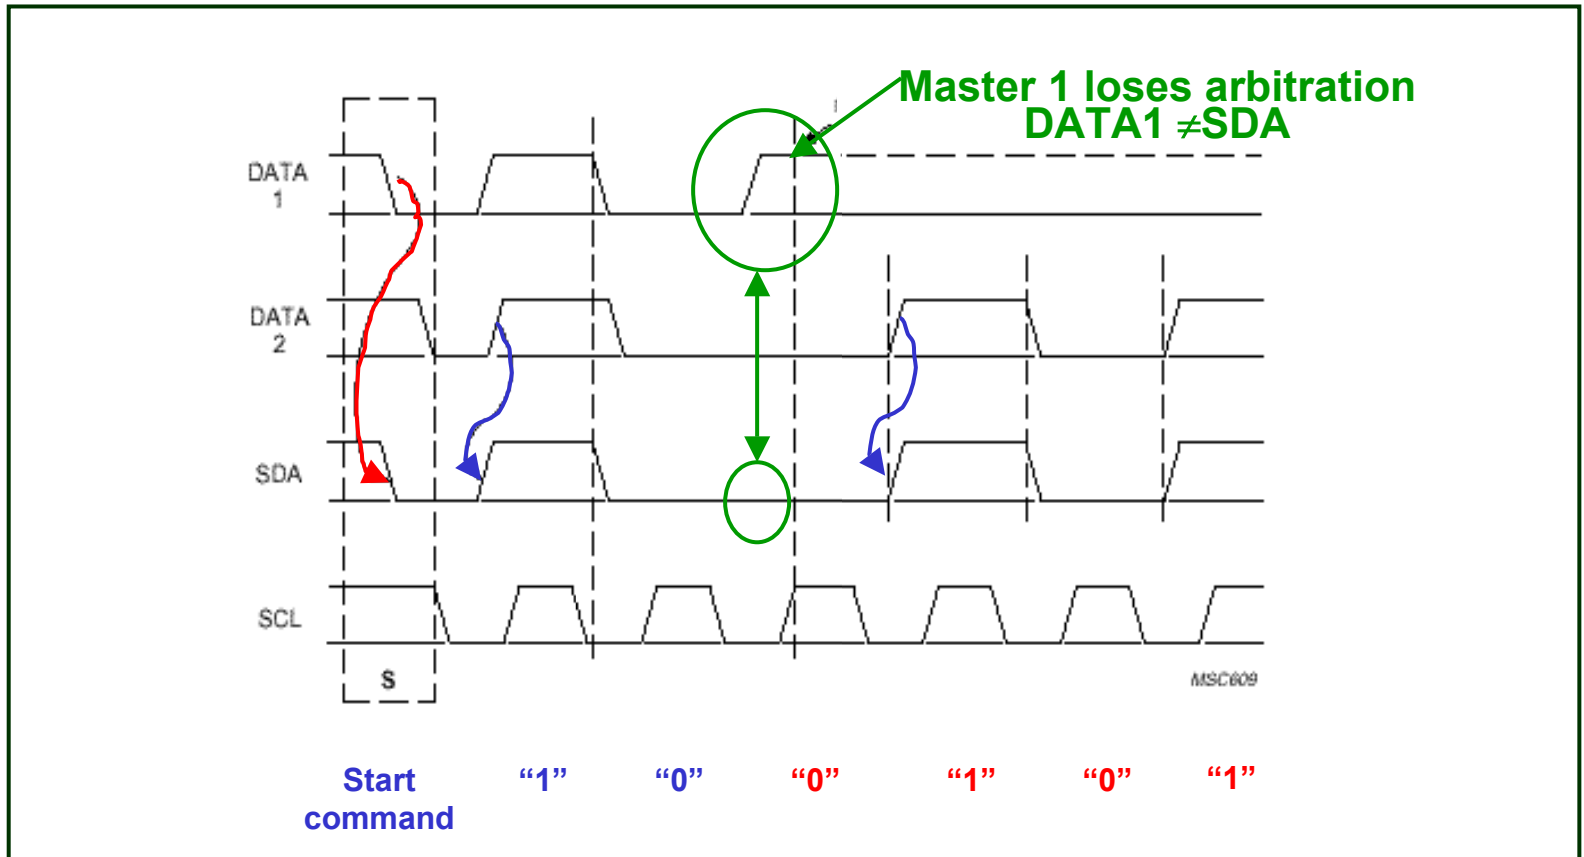 Master 1 loses arbitration
DATA1 ≠SDA
DATA
1
DATA
2
SDA
SCL
S
MSC609
Start
command
“1”
“0”
“0”
“1”
“0”
“1”